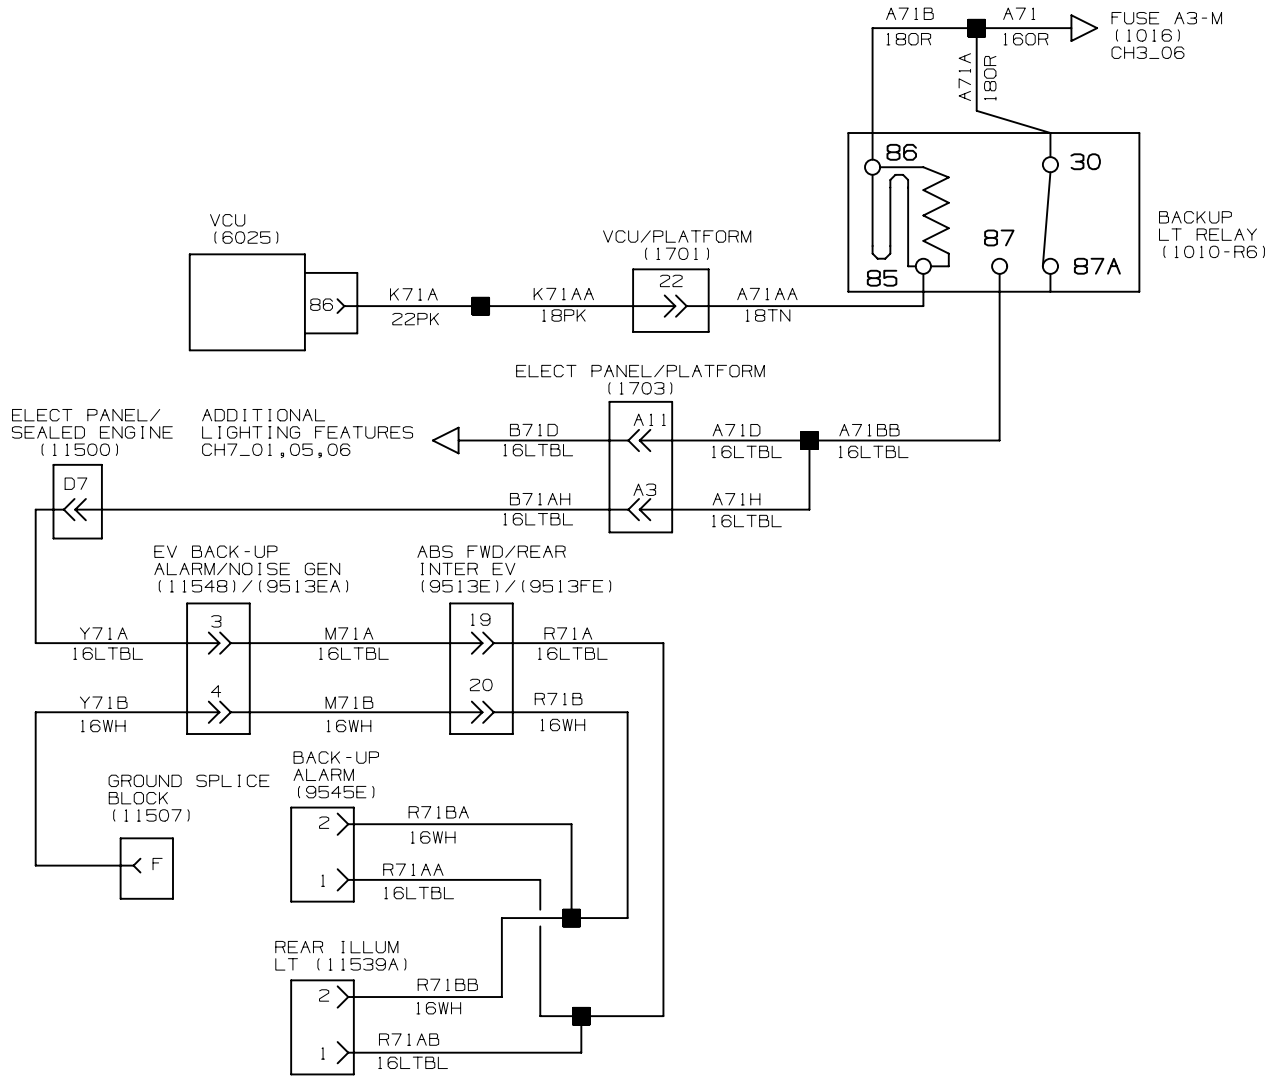 A71B
18OR
A71
16OR
FUSE A3-M
(1016)
CH3_06
A71A
18OR
86
30
85
87
87A
BACKUP
LT RELAY
(1010-R6)
VCU
(6025)
86
K71A
22PK
K71AA
18PK
VCU/PLATFORM
(1701)
22
A71AA
18TN
ELECT PANEL/PLATFORM
(1703)
ELECT PANEL/
SEALED ENGINE
(11500)
ADDITIONAL
LIGHTING FEATURES
CH7_01,05,06
B71D
16LTBL
A11
A71D
16LTBL
A71BB
16LTBL
D7
B71AH
16LTBL
A3
A71H
16LTBL
EV BACK-UP
ALARM/NOISE GEN
(11548)/(9513EA)
ABS FWD/REAR
INTER EV
(9513E)/(9513FE)
Y71A
16LTBL
3
M71A
16LTBL
19
R71A
16LTBL
Y71B
16WH
4
M71B
16WH
20
R71B
16WH
GROUND SPLICE
BLOCK
(11507)
F
BACK-UP
ALARM
(9545E)
2
R71BA
16WH
1
R71AA
16LTBL
REAR ILLUM
LT (11539A)
2
R71BB
16WH
1
R71AB
16LTBL